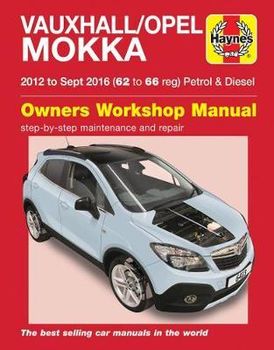 VAUXHALL/OPEL
MOKKA
Haynes
2012 to Sept 2016 (62 to 66 reg) Petrol & Diesel
Owners Workshop Manual
step-by-step maintenance and repair
The best selling car manuals in the world